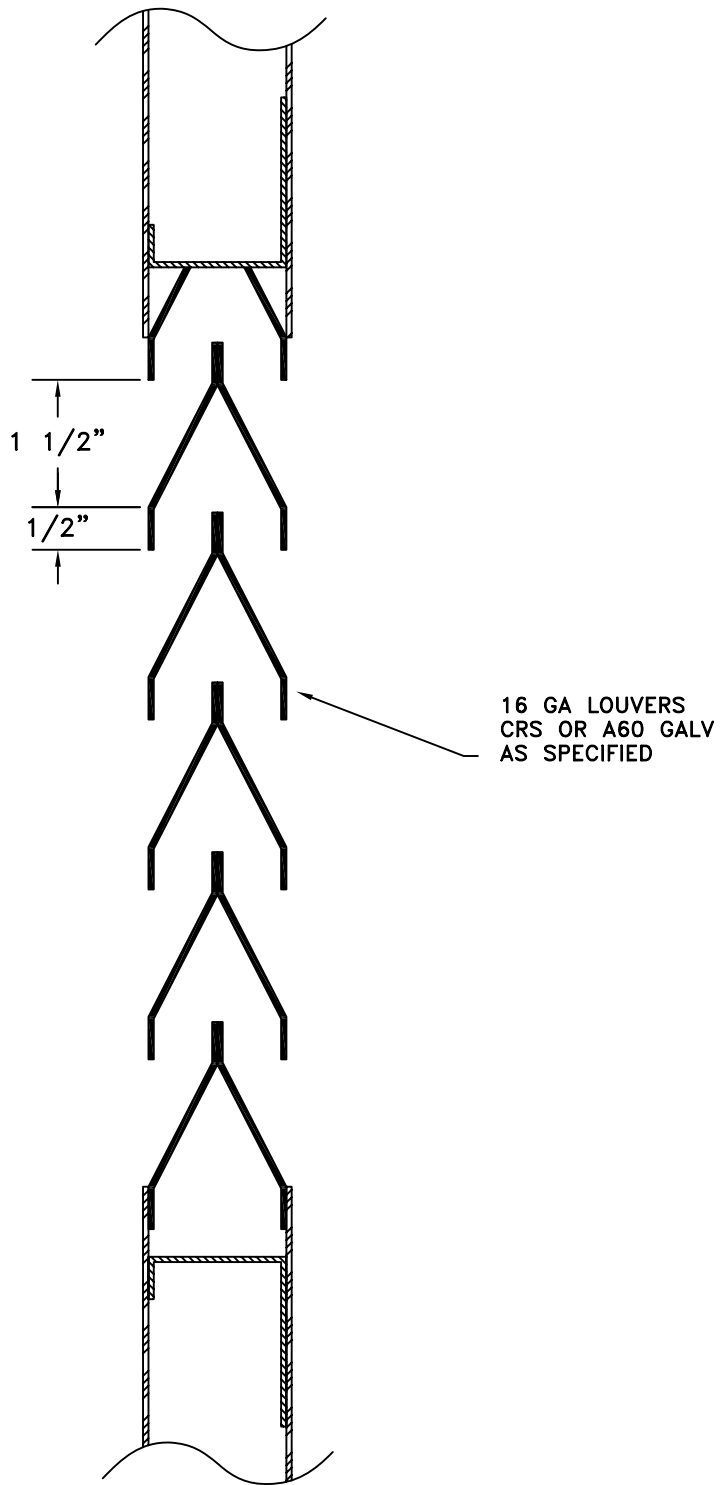 1 1/2”
1/2”
16 GA LOUVERS
CRS OR A60 GALV
AS SPECIFIED